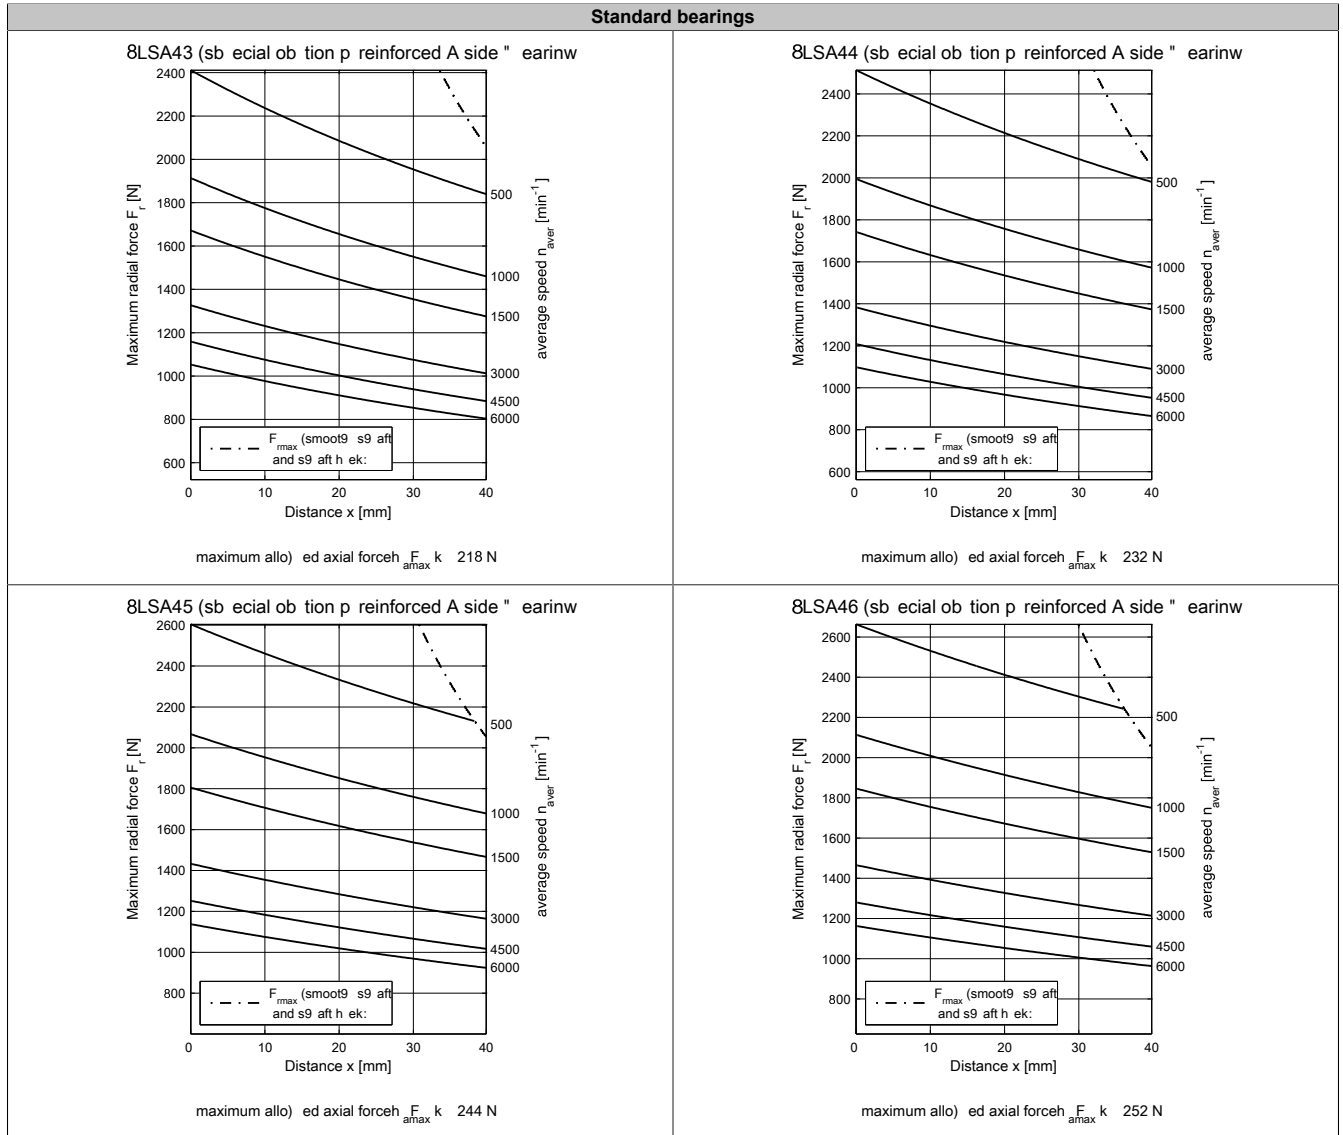 Standard bearings
8LSA43 (sb ecial ob tion p reinforced A side " earinw
2400
2200
2000
1800
1600
1400
1200
1000
800
600
Maximum radial force F_r [N]
500
1000
1500
3000
4500
6000
average speed n_aver [min^-1]
F_rmax (smoot9 s9 aft
and s9 aft h ek:
0 10 20 30 40
Distance x [mm]
maximum allo) ed axial forceh F_amax k 218 N
8LSA44 (sb ecial ob tion p reinforced A side " earinw
2400
2200
2000
1800
1600
1400
1200
1000
800
600
Maximum radial force F_r [N]
500
1000
1500
3000
4500
6000
average speed n_aver [min^-1]
F_rmax (smoot9 s9 aft
and s9 aft h ek:
0 10 20 30 40
Distance x [mm]
maximum allo) ed axial forceh F_amax k 232 N
8LSA45 (sb ecial ob tion p reinforced A side " earinw
2600
2400
2200
2000
1800
1600
1400
1200
1000
800
Maximum radial force F_r [N]
500
1000
1500
3000
4500
6000
average speed n_aver [min^-1]
F_rmax (smoot9 s9 aft
and s9 aft h ek:
0 10 20 30 40
Distance x [mm]
maximum allo) ed axial forceh F_amax k 244 N
8LSA46 (sb ecial ob tion p reinforced A side " earinw
2600
2400
2200
2000
1800
1600
1400
1200
1000
800
Maximum radial force F_r [N]
500
1000
1500
3000
4500
6000
average speed n_aver [min^-1]
F_rmax (smoot9 s9 aft
and s9 aft h ek:
0 10 20 30 40
Distance x [mm]
maximum allo) ed axial forceh F_amax k 252 N